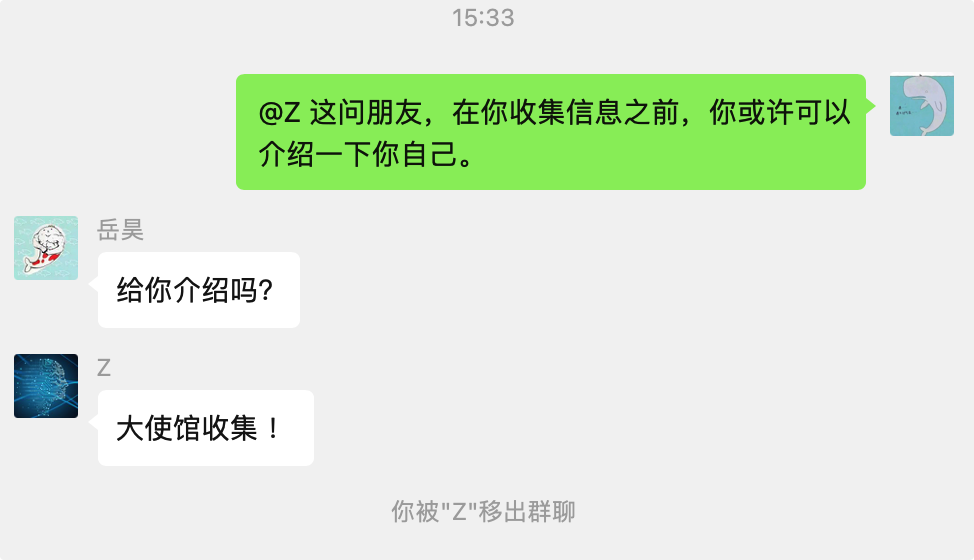 15:33
@Z 这问朋友，在你收集信息之前，你或许可以
介绍一下你自己。
岳昊
给你介绍吗?
Z
大使馆收集！
你被"Z"移出群聊